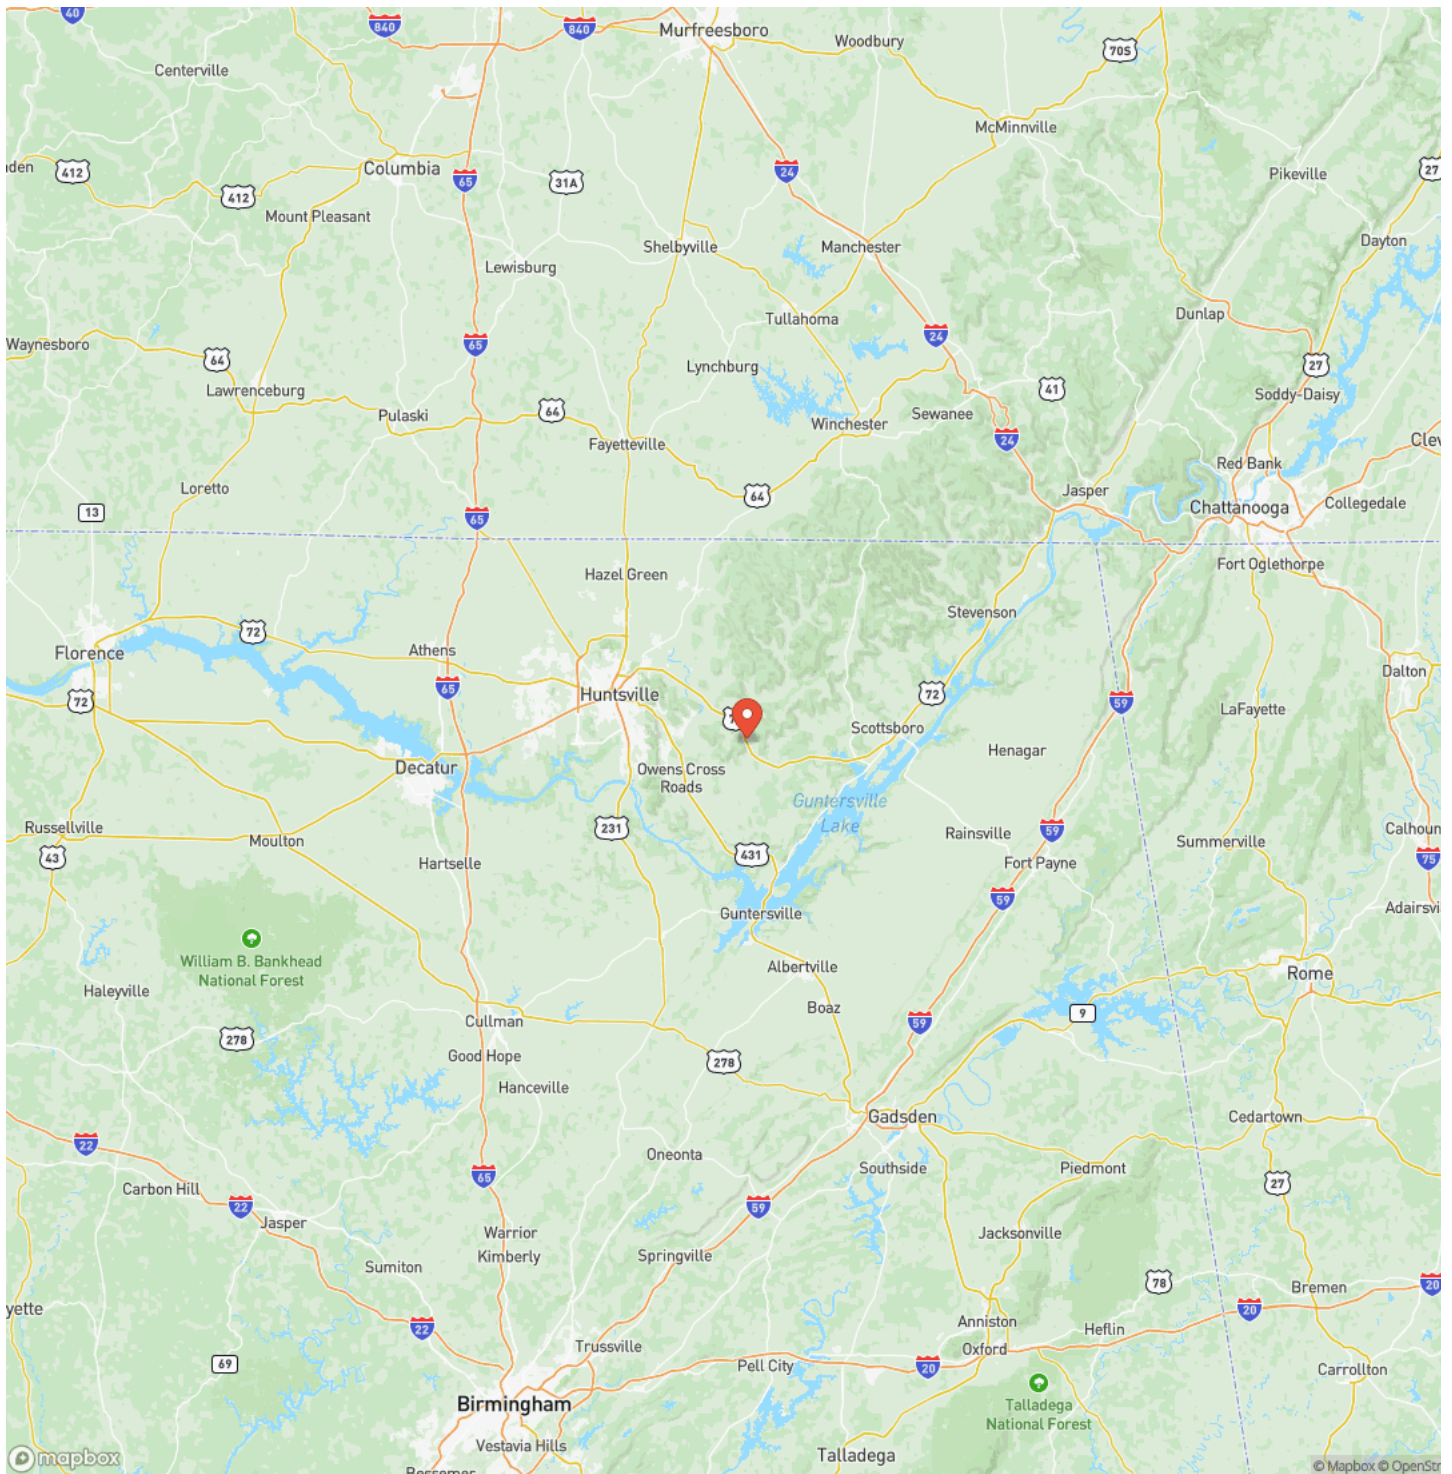 40
840
840
Murfreesboro
Woodbury
70S
Centerville
McMinnville
412
Columbia
65
31A
24
Pikeville
27
412
Mount Pleasant
Shelbyville
Manchester
Dayton
Lewisburg
Dunlap
Tullahoma
24
Waynesboro
65
64
Lynchburg
27
41
Lawrenceburg
Soddy-Daisy
Pulaski
64
Sewanee
Winchester
Fayetteville
24
Red Bank
Loretto
64
Jasper
Chattanooga
Collegedale
13
65
Hazel Green
Fort Oglethorpe
Stevenson
72
Florence
Athens
Dalton
65
Huntsville
72
72
59
LaFayette
Scottsboro
Henagar
Decatur
Owens Cross
Roads
Guntersville
Lake
Russellville
231
59
Rainsville
Moulton
Summerville
43
Hartselle
431
Fort Payne
75
59
Guntersville
William B. Bankhead
National Forest
Albertville
Rome
Haleyville
Boaz
9
Cullman
59
278
Good Hope
278
Hanceville
Gadsden
Cedartown
22
Oneonta
Southside
Piedmont
65
27
Carbon Hill
22
59
Jasper
Warrior
Jacksonville
Kimberly
Springville
Sumiton
78
Bremen
20
20
22
Anniston
Heflin
Trussville
Oxford
69
Pell City
20
Carrollton
Birmingham
Talladega
National Forest
Vestavia Hills
Talladega
mapbox
© Mapbox